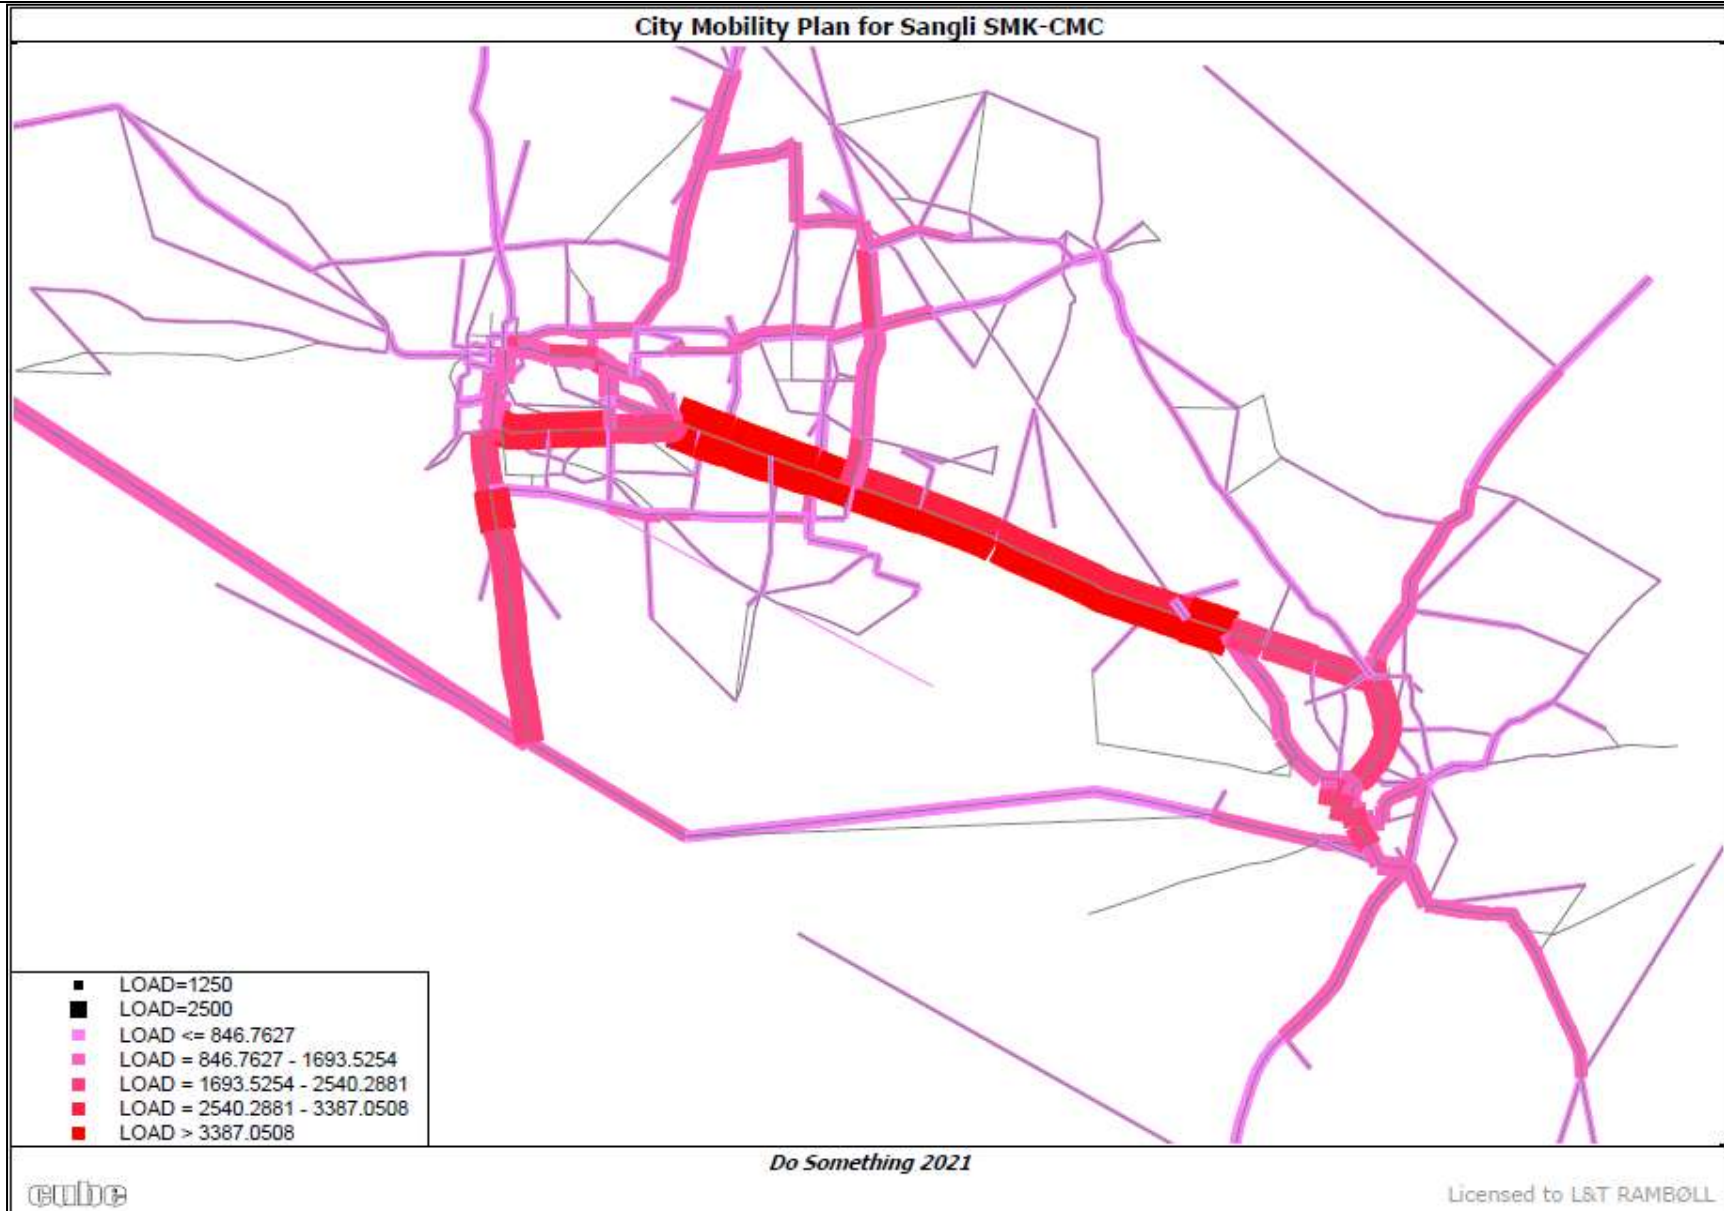 City Mobility Plan for Sangli SMK-CMC
LOAD=1250
LOAD=2500
LOAD <= 846.7627
LOAD = 846.7627 - 1693.5254
LOAD = 1693.5254 - 2540.2881
LOAD = 2540.2881 - 3387.0508
LOAD > 3387.0508
Do Something 2021
cube
Licensed to L&T RAMBØLL